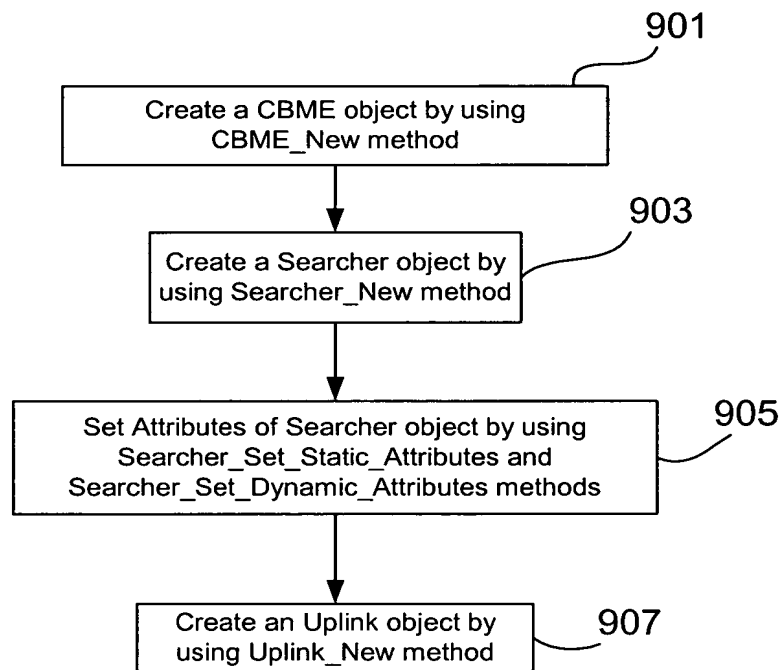 901
Create a CBME object by using
CBME_New method
903
Create a Searcher object by
using Searcher_New method
905
Set Attributes of Searcher object by using
Searcher_Set_Static_Attributes and
Searcher_Set_Dynamic_Attributes methods
907
Create an Uplink object by
using Uplink_New method